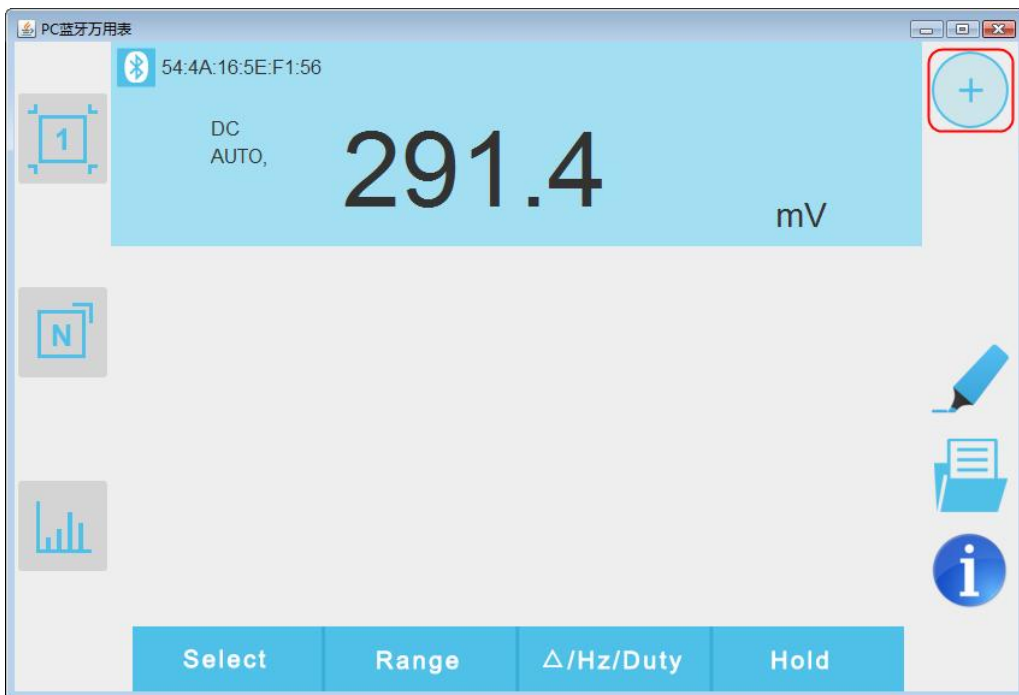 PC蓝牙万用表
54:4A:16:5E:F1:56
DC
AUTO,
291.4
mV
1
N
Select
Range
△/Hz/Duty
Hold